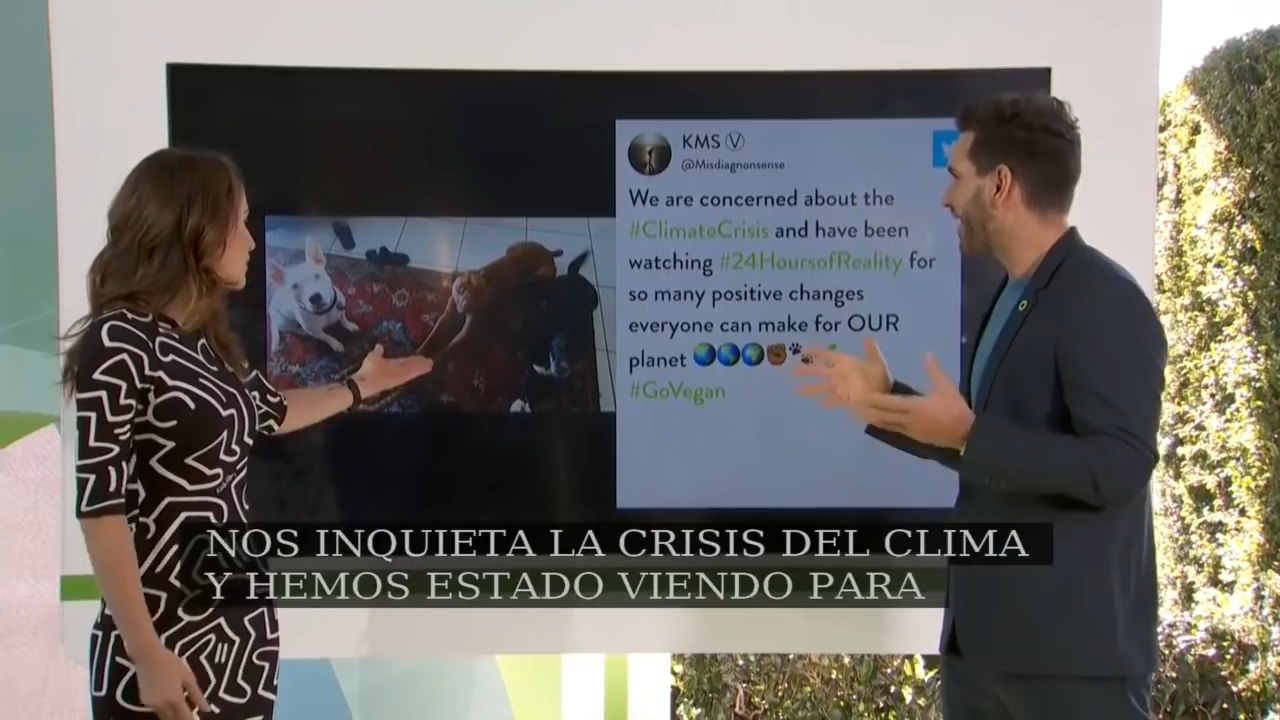 KMS Ⓥ
@Misdiagnonsense
We are concerned about the
#ClimateCrisis and have been
watching #24HoursofReality for
so many positive changes
everyone can make for OUR
planet 🌎🌍🌏✊🏾🐾🌱
#GoVegan
NOS INQUIETA LA CRISIS DEL CLIMA
Y HEMOS ESTADO VIENDO PARA